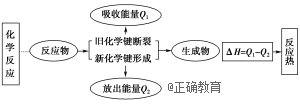 吸收能量Q₁
化学反应
反应物
旧化学键断裂
新化学键形成
生成物
ΔH=Q₁-Q₂
反应热
放出能量Q₂
@正确教育